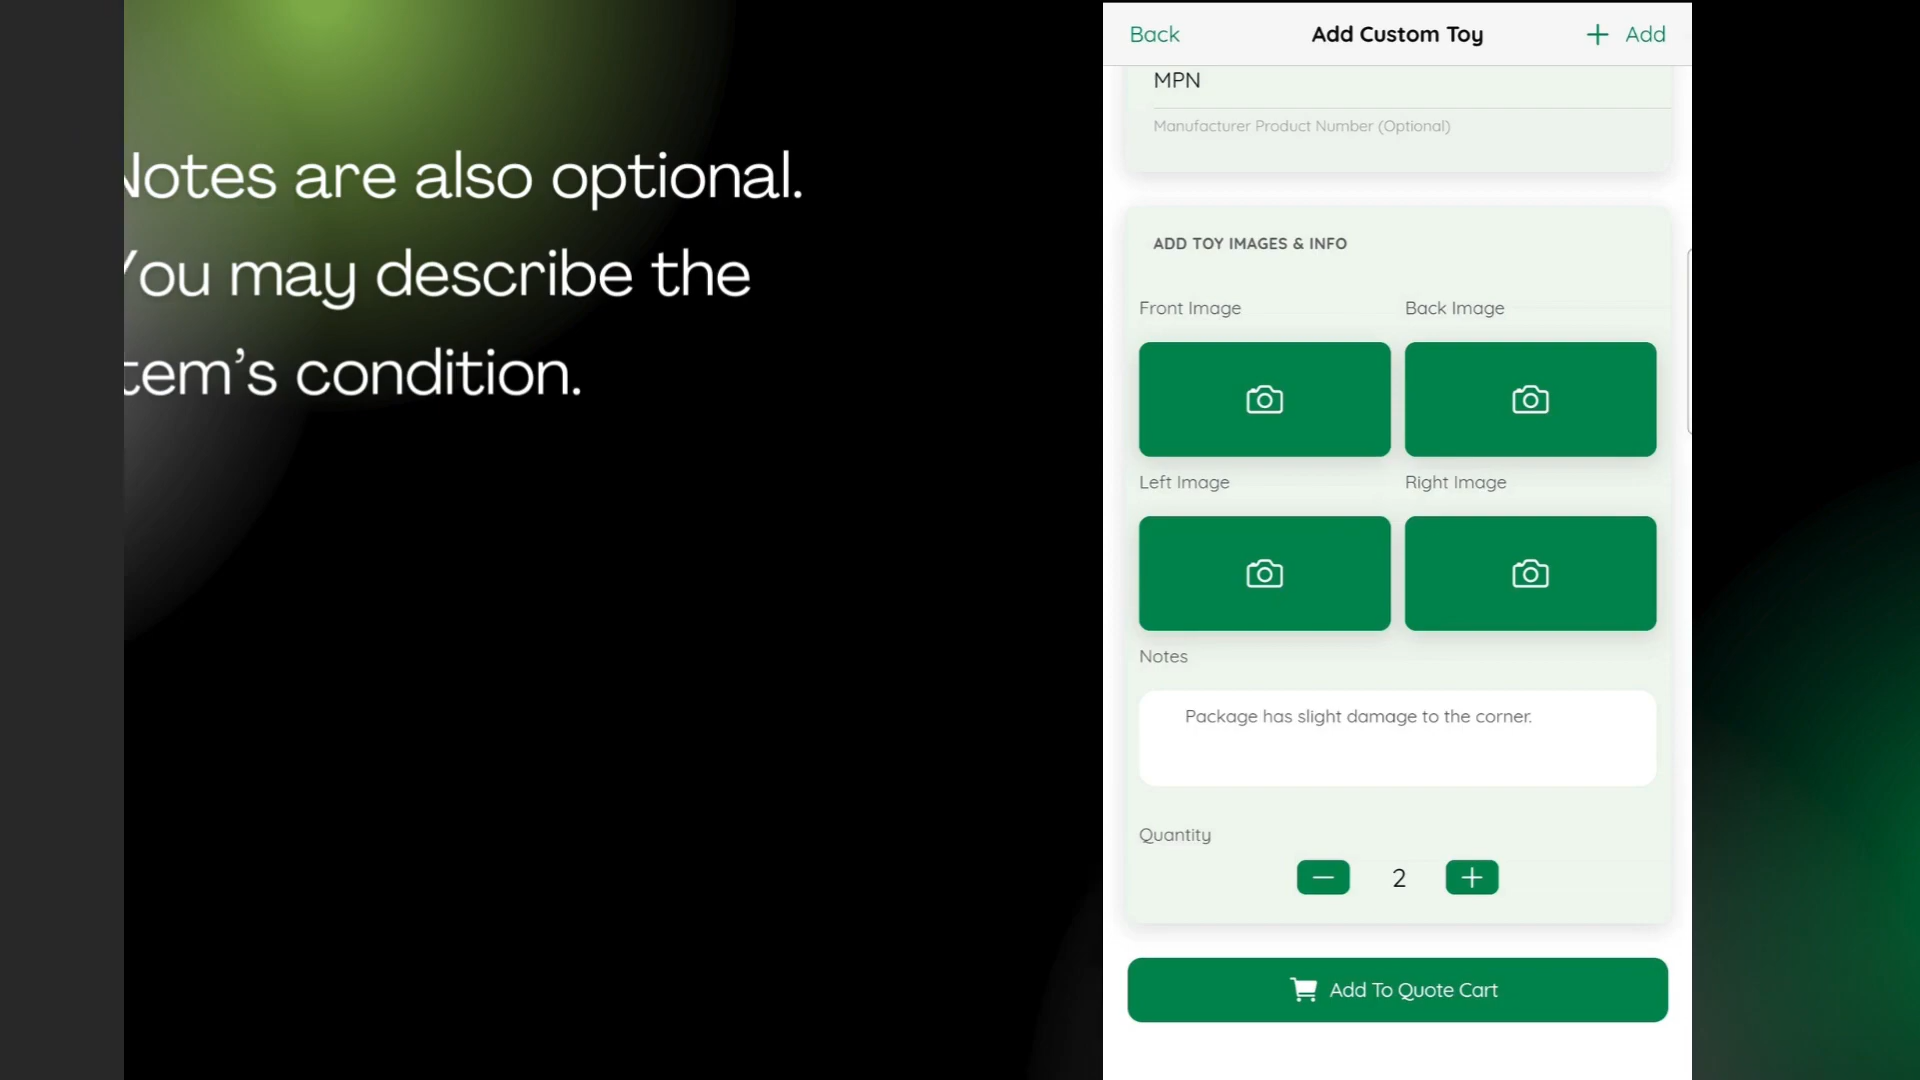 Notes are also optional.
You may describe the
tem's condition.
Back
Add Custom Toy
+ Add
MPN
Manufacturer Product Number (Optional)
ADD TOY IMAGES & INFO
Front Image
Back Image
Left Image
Right Image
Notes
Package has slight damage to the corner.
Quantity
2
Add To Quote Cart